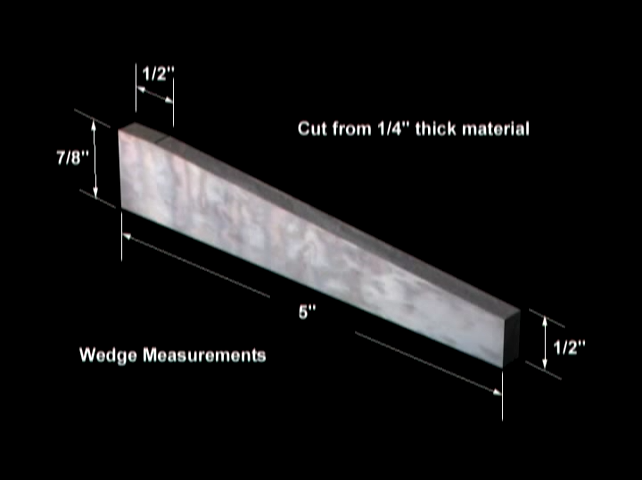 1/2"
Cut from 1/4" thick material
7/8"
5"
1/2"
Wedge Measurements